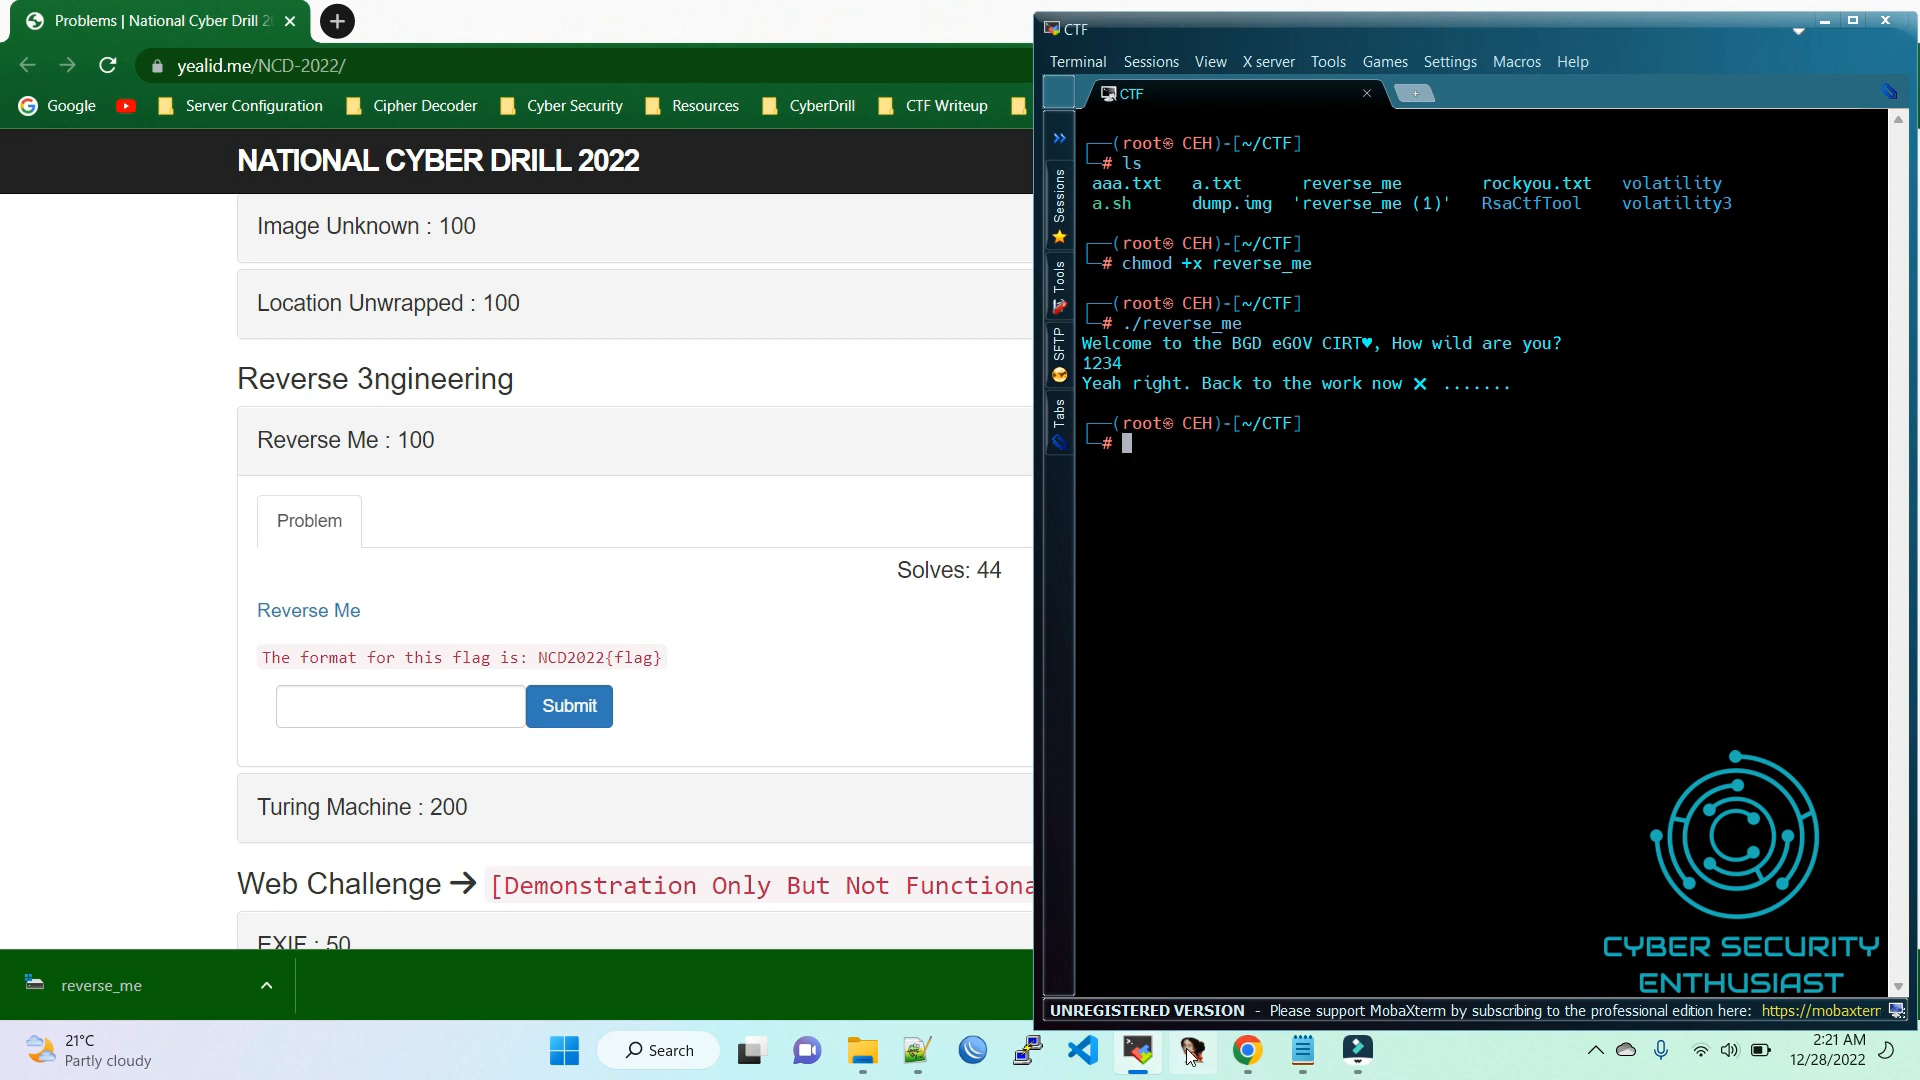 Problems | National Cyber Drill 2
yealid.me/NCD-2022/
Google
Server Configuration
Cipher Decoder
Cyber Security
Resources
CyberDrill
CTF Writeup
NATIONAL CYBER DRILL 2022
Image Unknown : 100
Location Unwrapped : 100
Reverse 3ngineering
Reverse Me : 100
Problem
Solves: 44
Reverse Me
The format for this flag is: NCD2022{flag}
Submit
Turing Machine : 200
Web Challenge → [Demonstration Only But Not Functiona
EXIF : 50
reverse_me
CTF
Terminal Sessions View X server Tools Games Settings Macros Help
CTF
Sessions
Tools
SFTP
Tabs
┌──(root㉿ CEH)-[~/CTF]
└─# ls
aaa.txt a.txt reverse_me rockyou.txt volatility
a.sh dump.img 'reverse_me (1)' RsaCtfTool volatility3
┌──(root㉿ CEH)-[~/CTF]
└─# chmod +x reverse_me
┌──(root㉿ CEH)-[~/CTF]
└─# ./reverse_me
Welcome to the BGD eGOV CIRT♥, How wild are you?
1234
Yeah right. Back to the work now ❌ .......
┌──(root㉿ CEH)-[~/CTF]
└─#
CYBER SECURITY
ENTHUSIAST
UNREGISTERED VERSION - Please support MobaXterm by subscribing to the professional edition here: https://mobaxterm
21°C
Partly cloudy
Search
2:21 AM
12/28/2022